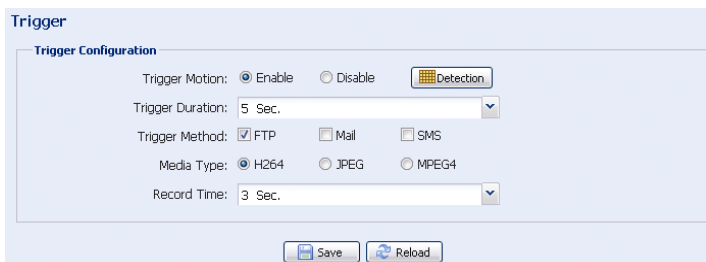 Trigger
Trigger Configuration
Trigger Motion: Enable Disable Detection
Trigger Duration: 5 Sec.
Trigger Method: FTP Mail SMS
Media Type: H264 JPEG MPEG4
Record Time: 3 Sec.
Save Reload